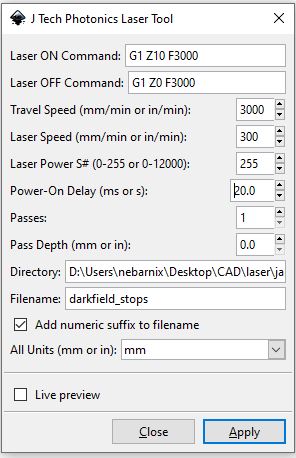 J Tech Photonics Laser Tool
Laser ON Command: G1 Z10 F3000
Laser OFF Command: G1 Z0 F3000
Travel Speed (mm/min or in/min): 3000
Laser Speed (mm/min or in/min): 300
Laser Power S# (0-255 or 0-12000): 255
Power-On Delay (ms or s): 20.0
Passes: 1
Pass Depth (mm or in): 0.0
Directory: D:\Users\nebarnix\Desktop\CAD\laser\ja
Filename: darkfield_stops
Add numeric suffix to filename
All Units (mm or in): mm
Live preview
Close Apply